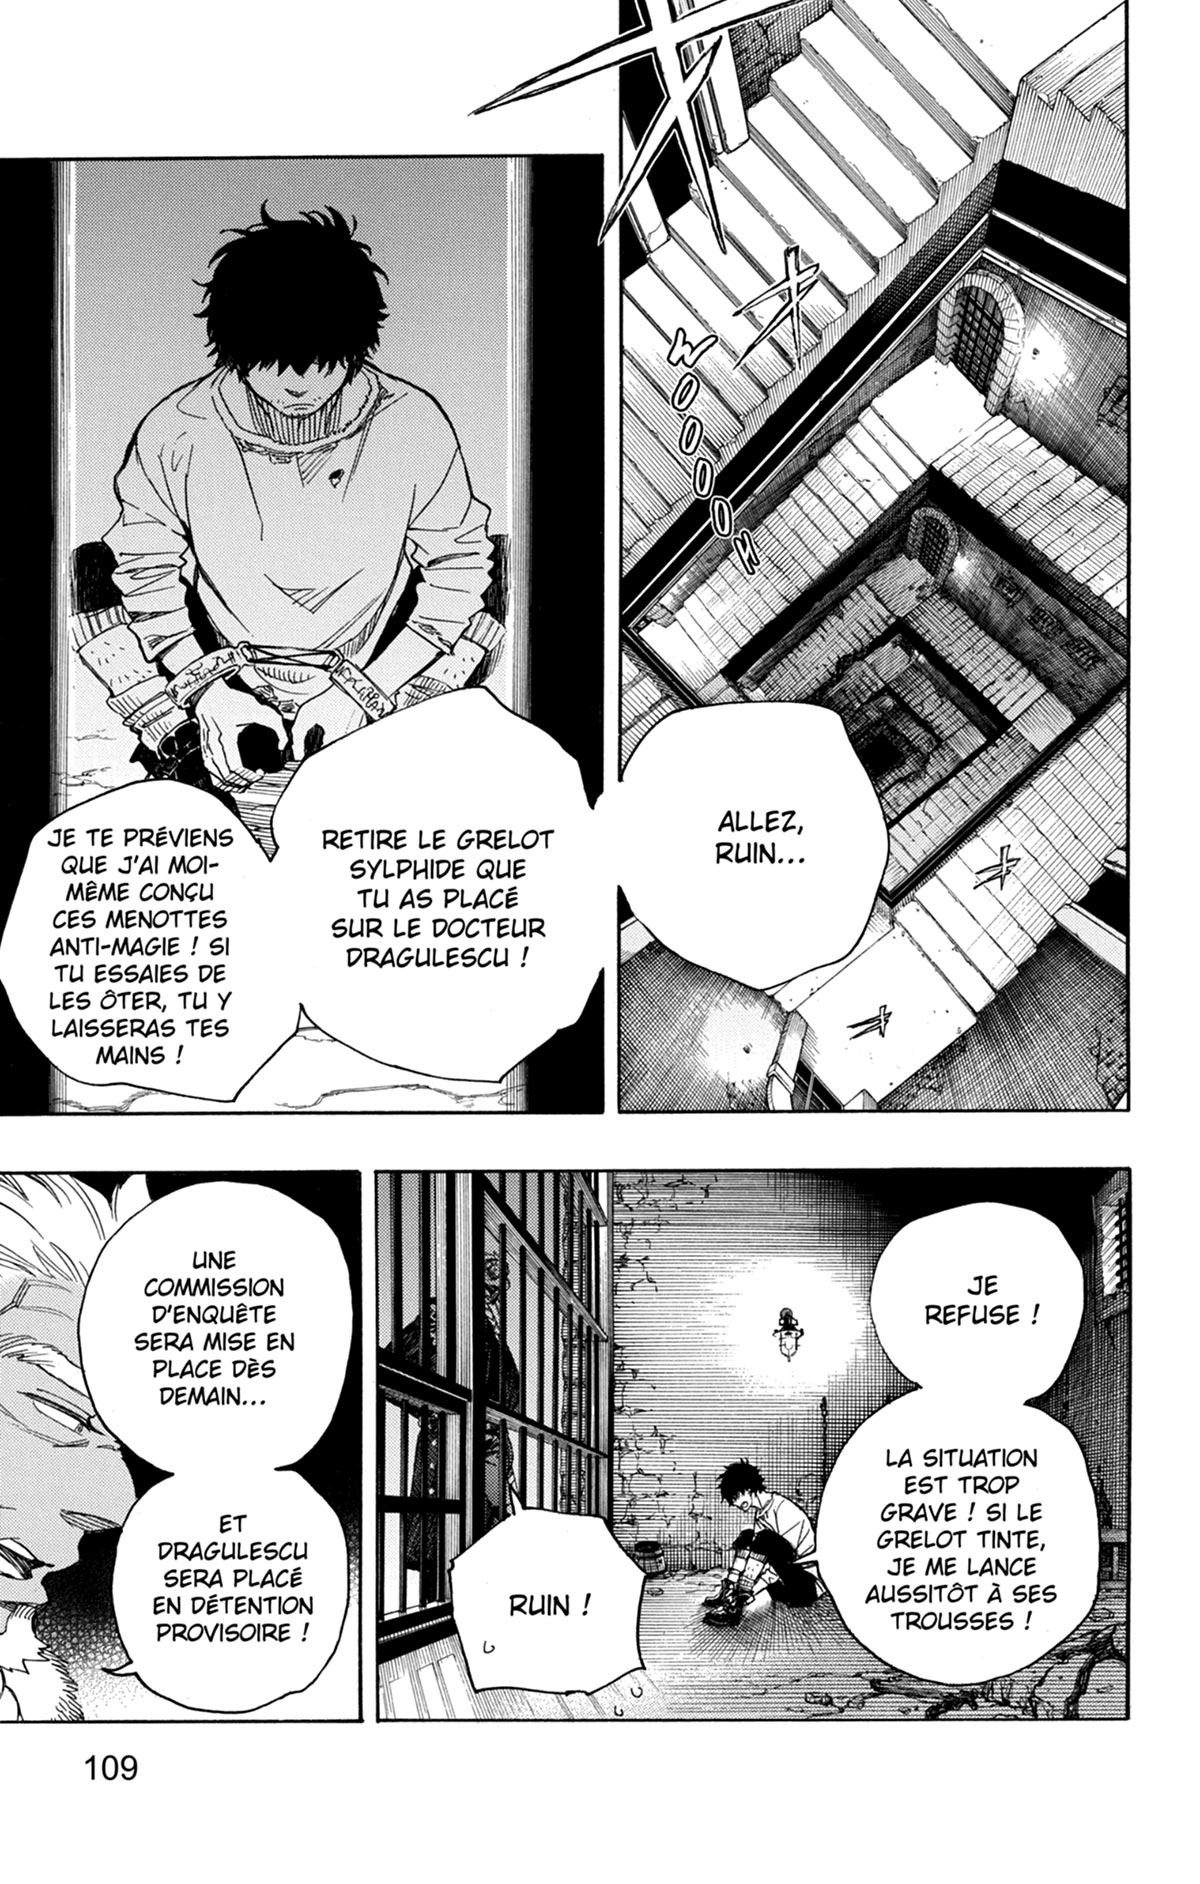 WOOOOH
ALLEZ,
RUIN...
RETIRE LE GRELOT
SYLPHIDE QUE
TU AS PLACÉ
SUR LE DOCTEUR
DRAGULESCU !
JE TE PRÉVIENS
QUE J'AI MOI-
MÊME CONÇU
CES MENOTTES
ANTI-MAGIE ! SI
TU ESSAIES DE
LES ÔTER, TU Y
LAISSERAS TES
MAINS !
JE
REFUSE !
LA SITUATION
EST TROP
GRAVE ! SI LE
GRELOT TINTE,
JE ME LANCE
AUSSITÔT À SES
TROUSSES !
RUIN !
UNE
COMMISSION
D'ENQUÊTE
SERA MISE EN
PLACE DÈS
DEMAIN...
ET
DRAGULESCU
SERA PLACÉ
EN DÉTENTION
PROVISOIRE !
109